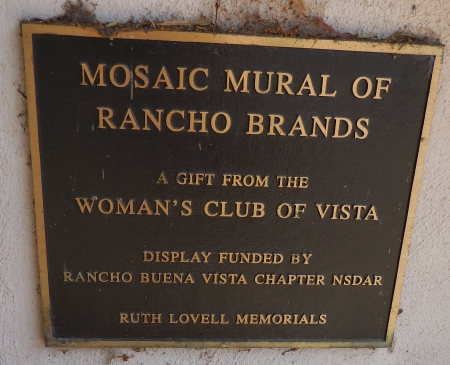 MOSAIC MURAL OF
RANCHO BRANDS
A GIFT FROM THE
WOMAN'S CLUB OF VISTA
DISPLAY FUNDED BY
RANCHO BUENA VISTA CHAPTER NSDAR
RUTH LOVELL MEMORIALS